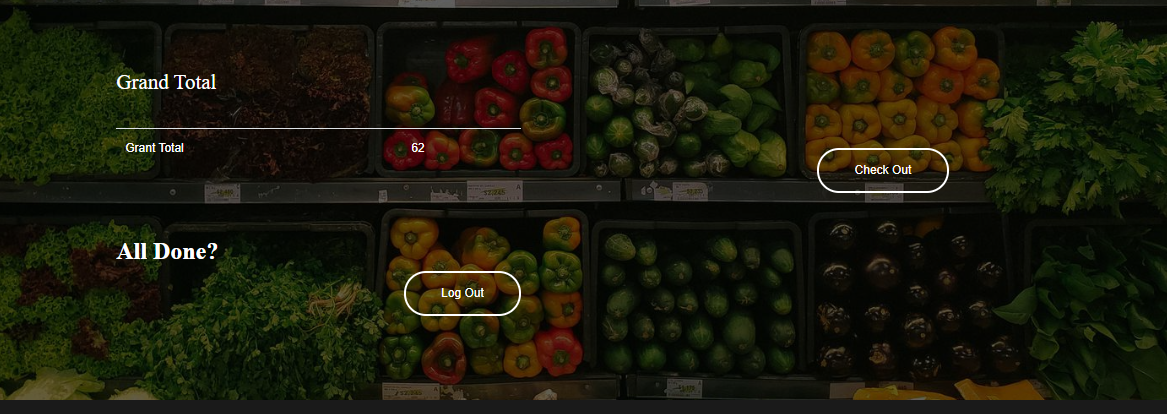 Grand Total
Grant Total 62
Check Out
All Done?
Log Out